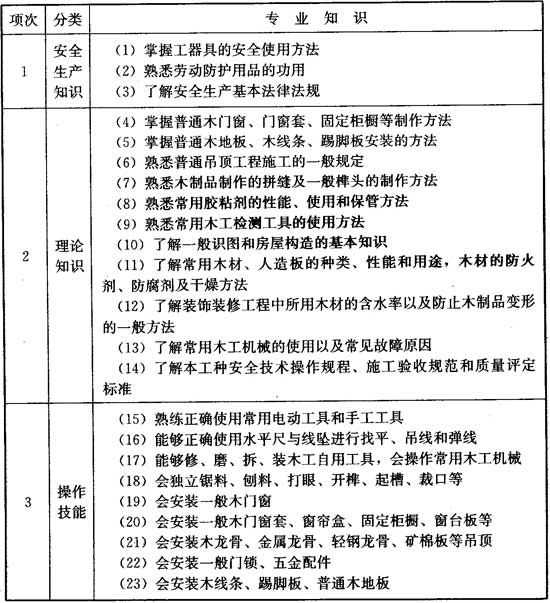 项次 分类 专业知识
1 安全生产知识
（1）掌握工器具的安全使用方法
（2）熟悉劳动防护用品的功用
（3）了解安全生产基本法律法规
2 理论知识
（4）掌握普通木门窗、门窗套、固定柜橱等制作方法
（5）掌握普通木地板、木线条、踢脚板安装的方法
（6）熟悉普通吊顶工程施工的一般规定
（7）熟悉木制品制作的拼缝及一般榫头的制作方法
（8）熟悉常用胶粘剂的性能、使用和保管方法
（9）熟悉常用木工检测工具的使用方法
（10）了解一般识图和房屋构造的基本知识
（11）了解常用木材、人造板的种类、性能和用途，木材的防火
剂、防腐剂及干燥方法
（12）了解装饰装修工程中所用木材的含水率以及防止木制品变形
的一般方法
（13）了解常用木工机械的使用以及常见故障原因
（14）了解本工种安全技术操作规程、施工验收规范和质量评定
标准
3 操作技能
（15）熟练正确使用常用电动工具和手工工具
（16）能够正确使用水平尺与线坠进行找平、吊线和弹线
（17）能够修、磨、拆、装木工自用工具，会操作常用木工机械
（18）会独立锯料、刨料、打眼、开榫、起槽、裁口等
（19）会安装一般木门窗
（20）会安装一般木门窗套、窗帘盒、固定柜橱、窗台板等
（21）会安装木龙骨、金属龙骨、轻钢龙骨、矿棉板等吊顶
（22）会安装一般门锁、五金配件
（23）会安装木线条、踢脚板、普通木地板